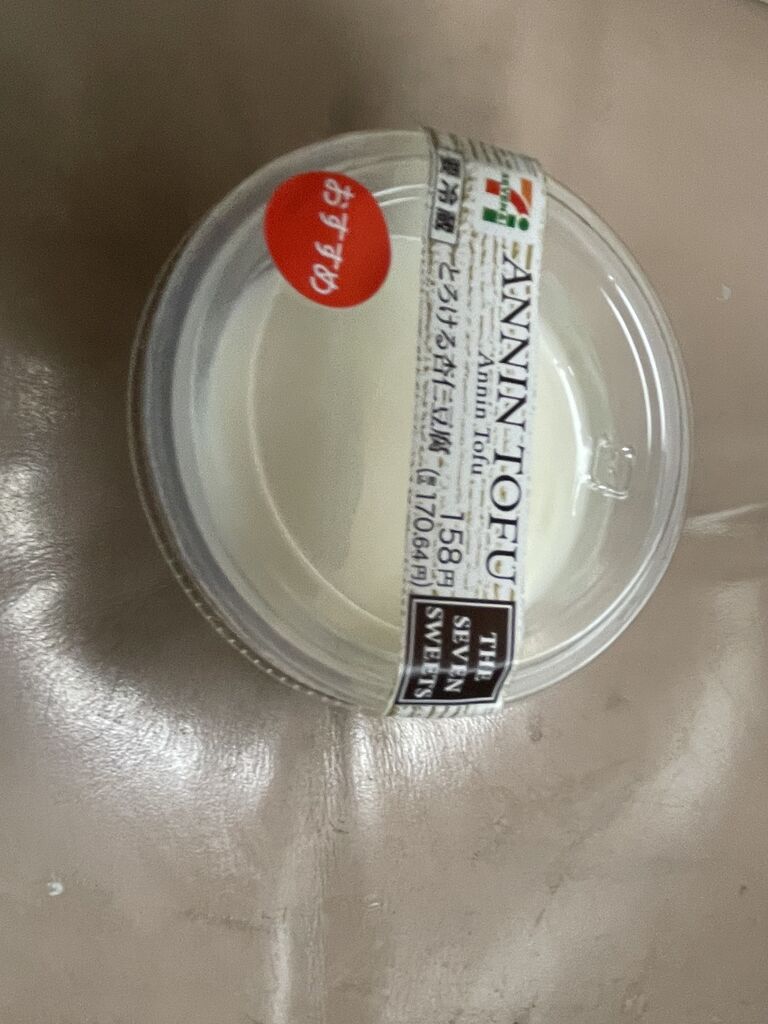 おすすめ
SEVEN
ANNIN TOFU
Annin Tofu
要冷蔵
とろける杏仁豆腐
158円
(税込170.64円)
THE
SEVEN
SWEETS